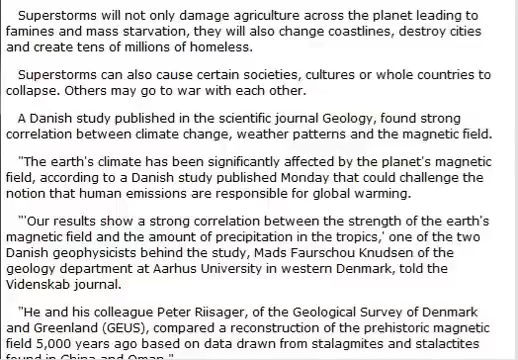 Superstorms will not only damage agriculture across the planet leading to
famines and mass starvation, they will also change coastlines, destroy cities
and create tens of millions of homeless.
Superstorms can also cause certain societies, cultures or whole countries to
collapse. Others may go to war with each other.
A Danish study published in the scientific journal Geology, found strong
correlation between climate change, weather patterns and the magnetic field.
"The earth's climate has been significantly affected by the planet's magnetic
field, according to a Danish study published Monday that could challenge the
notion that human emissions are responsible for global warming.
"'Our results show a strong correlation between the strength of the earth's
magnetic field and the amount of precipitation in the tropics,' one of the two
Danish geophysicists behind the study, Mads Faurschou Knudsen of the
geology department at Aarhus University in western Denmark, told the
Videnskab journal.
"He and his colleague Peter Riisager, of the Geological Survey of Denmark
and Greenland (GEUS), compared a reconstruction of the prehistoric magnetic
field 5,000 years ago based on data drawn from stalagmites and stalactites
found in China and Oman."